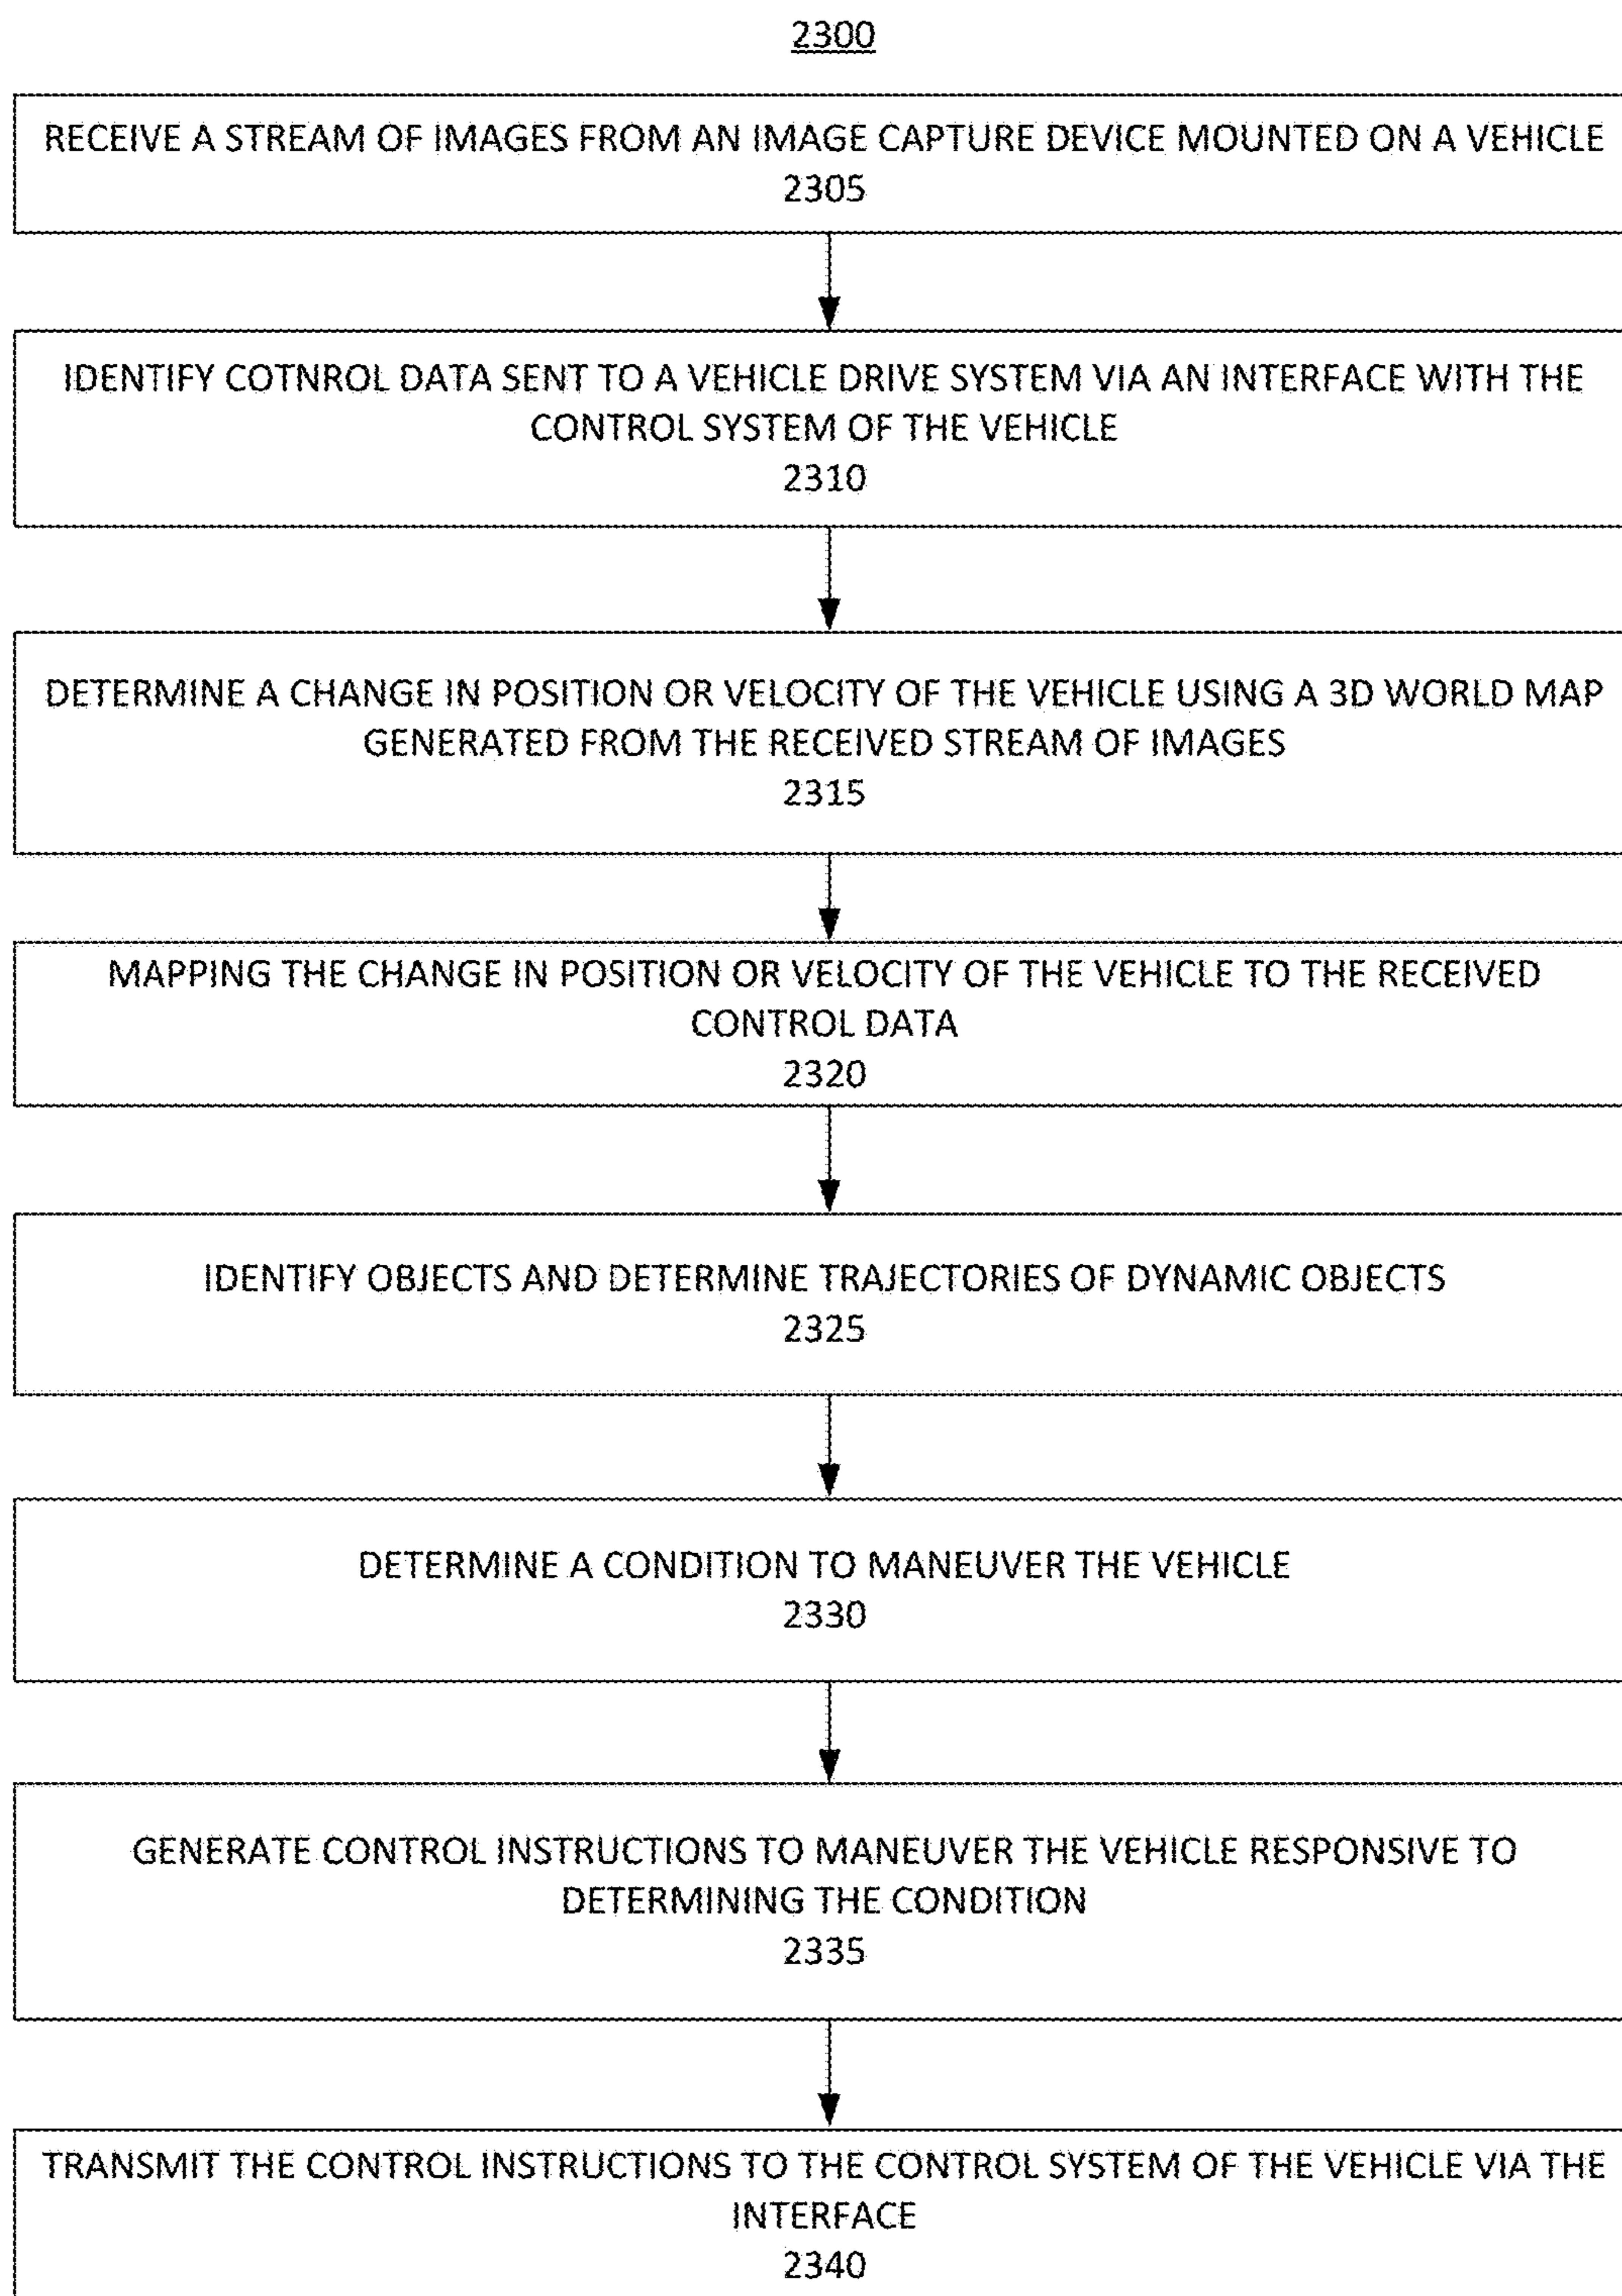 2300
RECEIVE A STREAM OF IMAGES FROM AN IMAGE CAPTURE DEVICE MOUNTED ON A VEHICLE
2305
IDENTIFY COTNROL DATA SENT TO A VEHICLE DRIVE SYSTEM VIA AN INTERFACE WITH THE
CONTROL SYSTEM OF THE VEHICLE
2310
DETERMINE A CHANGE IN POSITION OR VELOCITY OF THE VEHICLE USING A 3D WORLD MAP
GENERATED FROM THE RECEIVED STREAM OF IMAGES
2315
MAPPING THE CHANGE IN POSITION OR VELOCITY OF THE VEHICLE TO THE RECEIVED
CONTROL DATA
2320
IDENTIFY OBJECTS AND DETERMINE TRAJECTORIES OF DYNAMIC OBJECTS
2325
DETERMINE A CONDITION TO MANEUVER THE VEHICLE
2330
GENERATE CONTROL INSTRUCTIONS TO MANEUVER THE VEHICLE RESPONSIVE TO
DETERMINING THE CONDITION
2335
TRANSMIT THE CONTROL INSTRUCTIONS TO THE CONTROL SYSTEM OF THE VEHICLE VIA THE
INTERFACE
2340